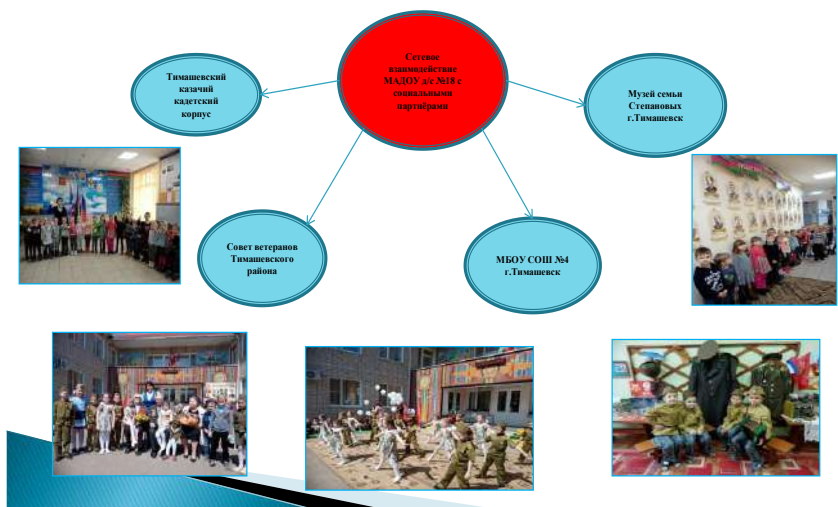 Сетевое
взаимодействие
МАДОУ д/с №18 с
социальными
партнёрами
Тимашевский
казачий
кадетский
корпус
Музей семьи
Степановых
г.Тимашевск
Совет ветеранов
Тимашевского
района
МБОУ СОШ №4
г.Тимашевск